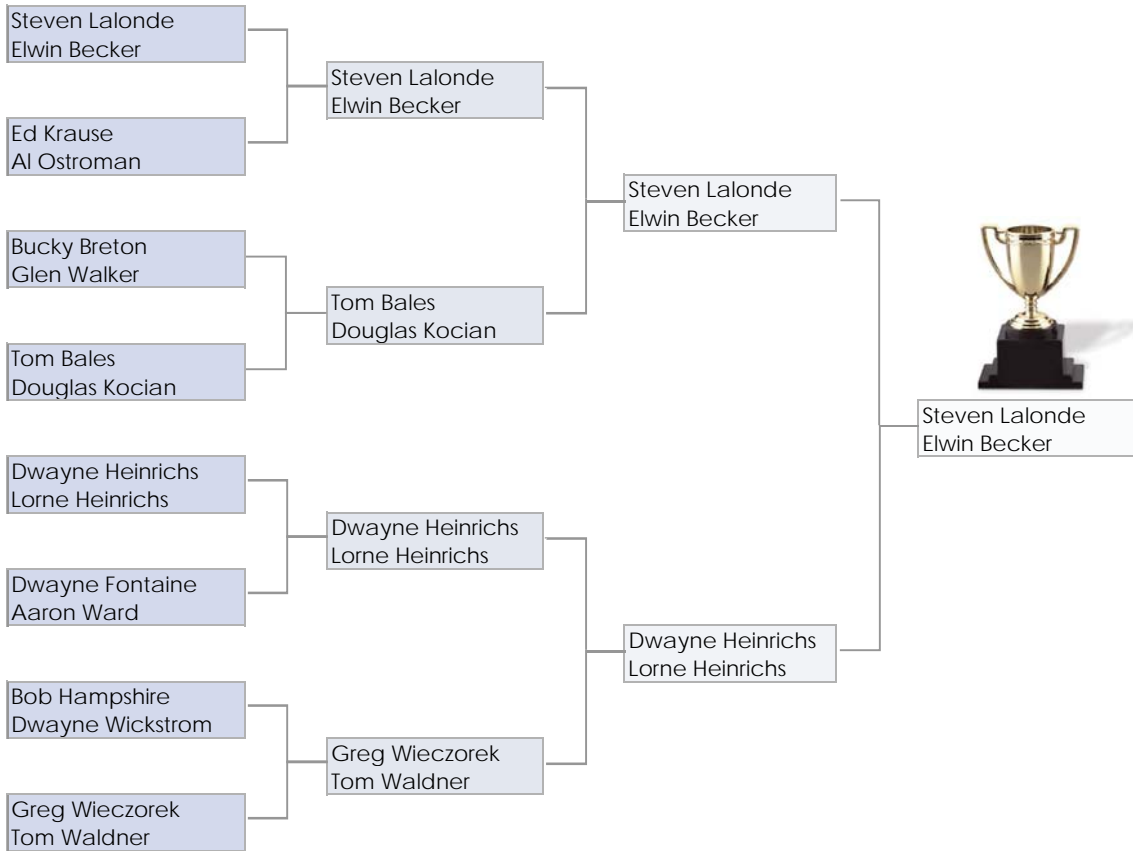 Steven Lalonde
Elwin Becker
Ed Krause
Al Ostroman
Bucky Breton
Glen Walker
Tom Bales
Douglas Kocian
Dwayne Heinrichs
Lorne Heinrichs
Dwayne Fontaine
Aaron Ward
Bob Hampshire
Dwayne Wickstrom
Greg Wieczorek
Tom Waldner
Steven Lalonde
Elwin Becker
Tom Bales
Douglas Kocian
Dwayne Heinrichs
Lorne Heinrichs
Greg Wieczorek
Tom Waldner
Steven Lalonde
Elwin Becker
Dwayne Heinrichs
Lorne Heinrichs
Steven Lalonde
Elwin Becker